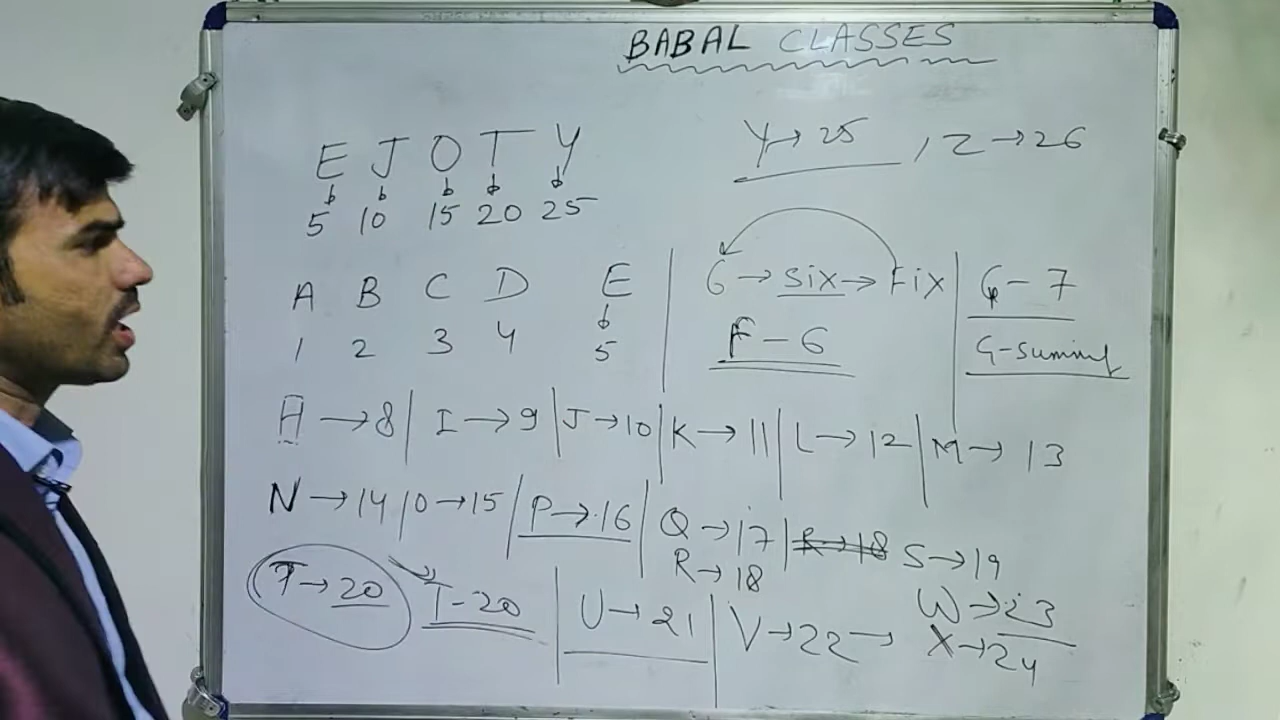 BABAL CLASSES
E J O T Y
5 10 15 20 25
Y→25, Z→26
A B C D E
1 2 3 4 5
6→Six→Fix
F-6
G-7
G-summit
H→8 | I→9 | J→10 | K→11 | L→12 | M→13
N→14 | O→15 | P→16 | Q→17 | R→18 S→19
R→18
T→20 T-20 | U→21 | V→22→ W→23
X→24